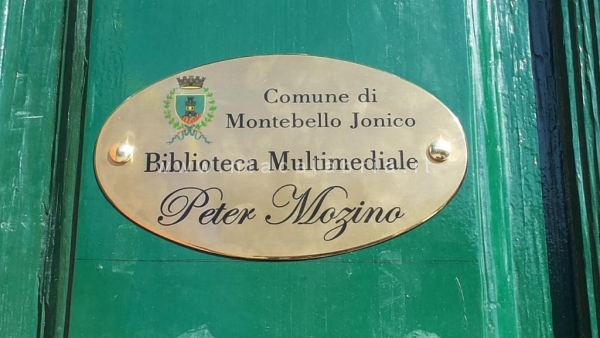 Comune di
Montebello Jonico
Biblioteca Multimediale
Peter Mozino